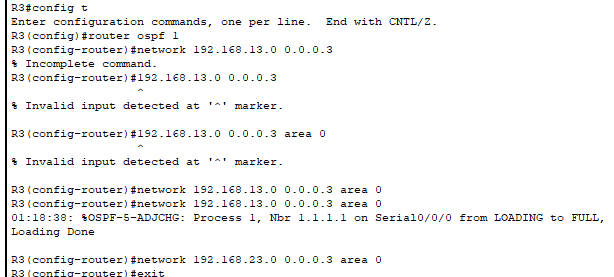 R3#config t
Enter configuration commands, one per line.  End with CNTL/Z.
R3(config)#router ospf 1
R3(config-router)#network 192.168.13.0 0.0.0.3
% Incomplete command.
R3(config-router)#192.168.13.0 0.0.0.3
^
% Invalid input detected at '^' marker.
R3(config-router)#192.168.13.0 0.0.0.3 area 0
^
% Invalid input detected at '^' marker.
R3(config-router)#network 192.168.13.0 0.0.0.3 area 0
R3(config-router)#network 192.168.13.0 0.0.0.3 area 0
01:18:38: %OSPF-5-ADJCHG: Process 1, Nbr 1.1.1.1 on Serial0/0/0 from LOADING to FULL,
Loading Done
R3(config-router)#network 192.168.23.0 0.0.0.3 area 0
R3(config-router)#exit